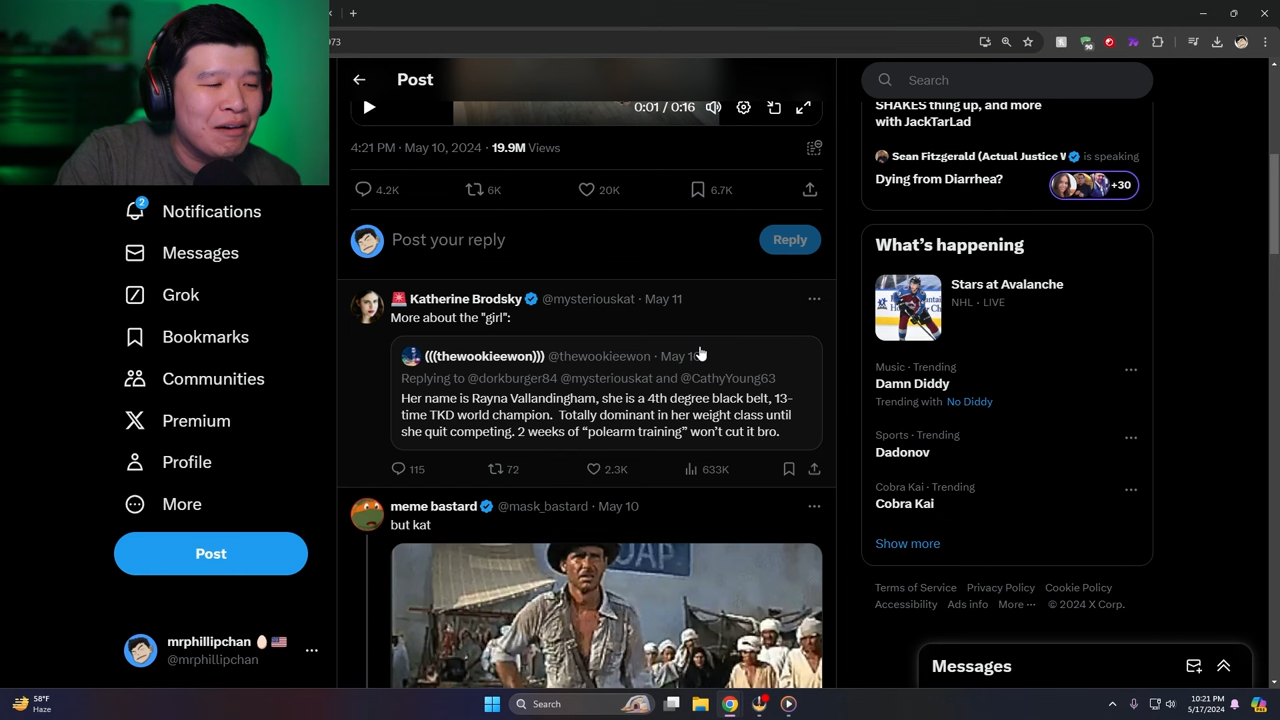 973
Post
0:01 / 0:16
4:21 PM · May 10, 2024 · 19.9M Views
4.2K
6K
20K
6.7K
Post your reply
Reply
🚨 Katherine Brodsky @mysteriouskat · May 11
More about the "girl":
(((thewookieewon))) @thewookieewon · May 10
Replying to @dorkburger84 @mysteriouskat and @CathyYoung63
Her name is Rayna Vallandingham, she is a 4th degree black belt, 13-
time TKD world champion. Totally dominant in her weight class until
she quit competing. 2 weeks of “polearm training” won’t cut it bro.
115
72
2.3K
633K
meme bastard @mask_bastard · May 10
but kat
2
Notifications
Messages
Grok
Bookmarks
Communities
Premium
Profile
More
Post
mrphillipchan 🥚 🇺🇸
@mrphillipchan
Search
SHAKES thing up, and more
with JackTarLad
Sean Fitzgerald (Actual Justice W is speaking
Dying from Diarrhea?
+30
What’s happening
Stars at Avalanche
NHL · LIVE
Music · Trending
Damn Diddy
Trending with No Diddy
Sports · Trending
Dadonov
Cobra Kai · Trending
Cobra Kai
Show more
Terms of Service Privacy Policy Cookie Policy
Accessibility Ads info More ··· © 2024 X Corp.
Messages
58°F
Haze
Search
10:21 PM
5/17/2024